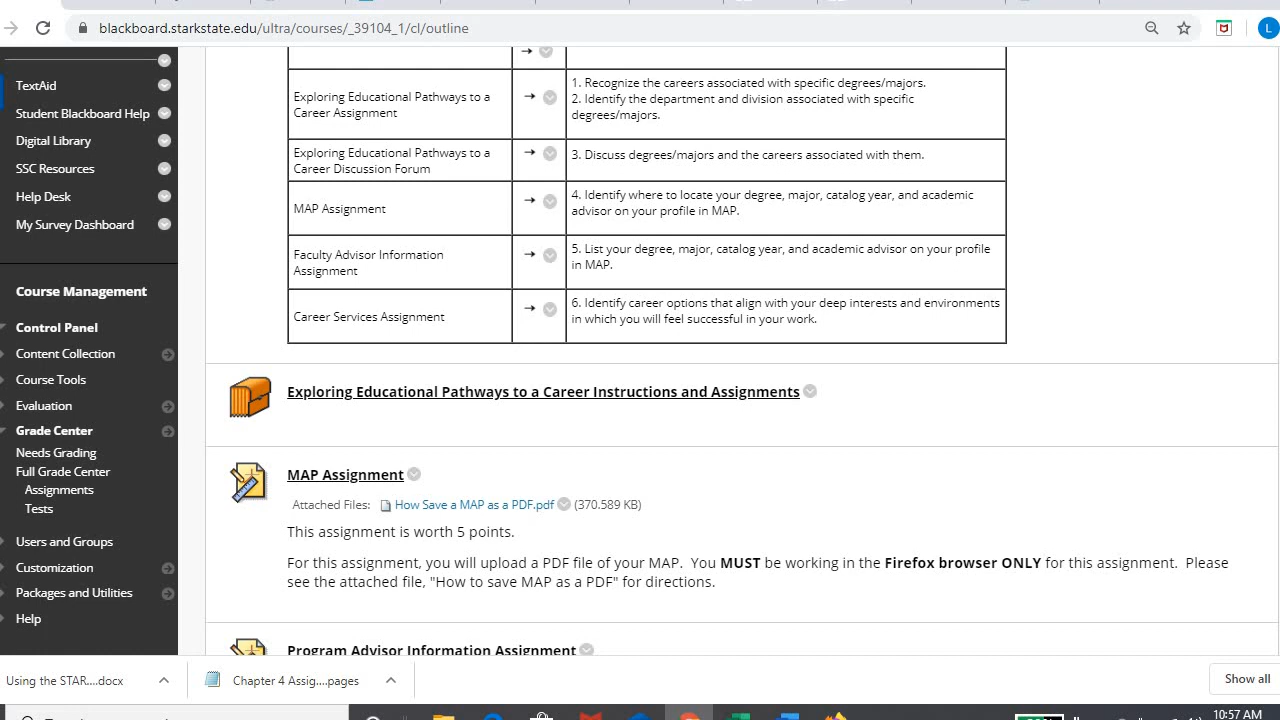 blackboard.starkstate.edu/ultra/courses/_39104_1/cl/outline
L
TextAid
Student Blackboard Help
Digital Library
SSC Resources
Help Desk
My Survey Dashboard
Course Management
Control Panel
Content Collection
Course Tools
Evaluation
Grade Center
Needs Grading
Full Grade Center
Assignments
Tests
Users and Groups
Customization
Packages and Utilities
Help
Exploring Educational Pathways to a
Career Assignment
1. Recognize the careers associated with specific degrees/majors.
2. Identify the department and division associated with specific
degrees/majors.
Exploring Educational Pathways to a
Career Discussion Forum
3. Discuss degrees/majors and the careers associated with them.
MAP Assignment
4. Identify where to locate your degree, major, catalog year, and academic
advisor on your profile in MAP.
Faculty Advisor Information
Assignment
5. List your degree, major, catalog year, and academic advisor on your profile
in MAP.
Career Services Assignment
6. Identify career options that align with your deep interests and environments
in which you will feel successful in your work.
Exploring Educational Pathways to a Career Instructions and Assignments
MAP Assignment
Attached Files: How Save a MAP as a PDF.pdf (370.589 KB)
This assignment is worth 5 points.
For this assignment, you will upload a PDF file of your MAP. You MUST be working in the Firefox browser ONLY for this assignment. Please
see the attached file, "How to save MAP as a PDF" for directions.
Program Advisor Information Assignment
Using the STAR....docx
Chapter 4 Assig....pages
Show all
10:57 AM